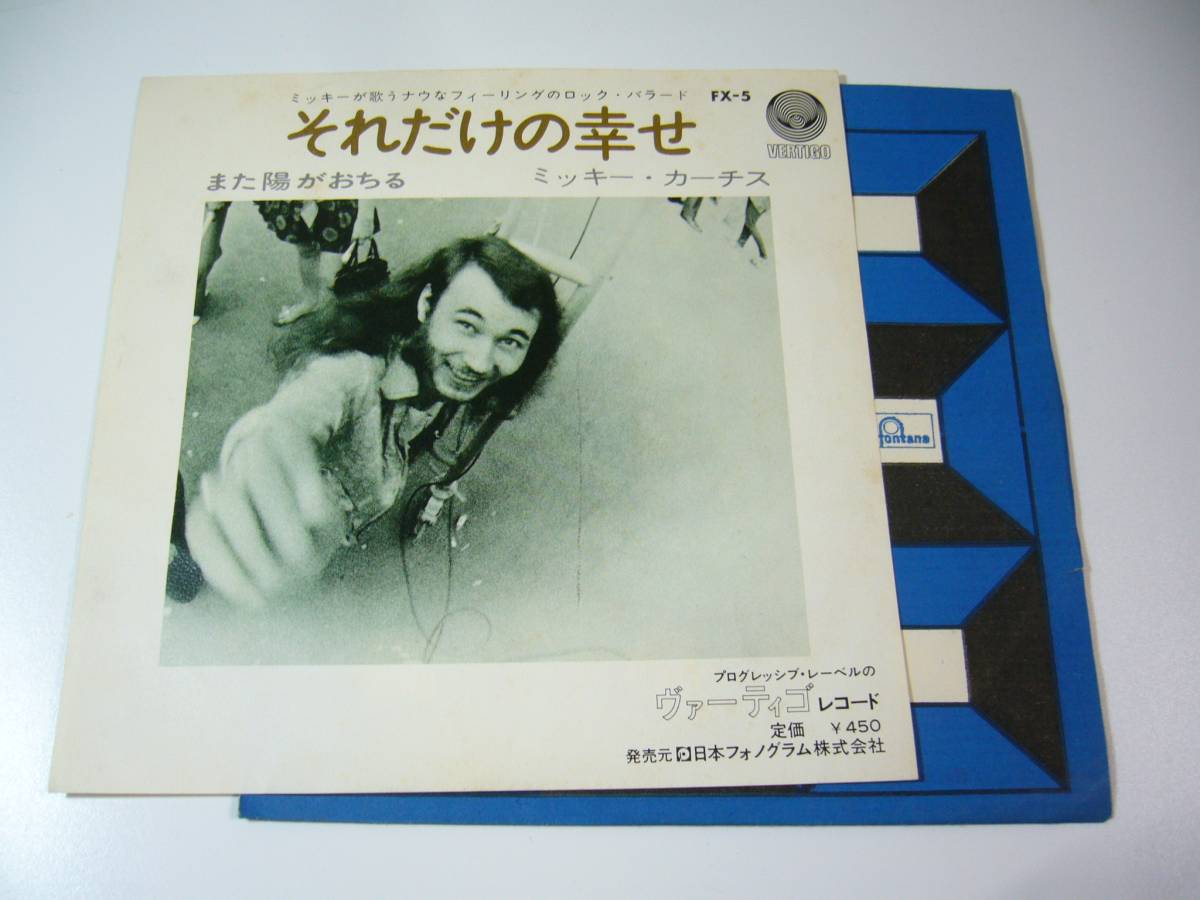 ミッキーが歌うナウなフィーリングのロック・バラード FX-5
それだけの幸せ
VERTIGO
また陽がおちる ミッキー・カーチス
fontana
プログレッシブ・レーベルの
ヴァーティゴ レコード
定価 ¥450
発売元 日本フォノグラム株式会社